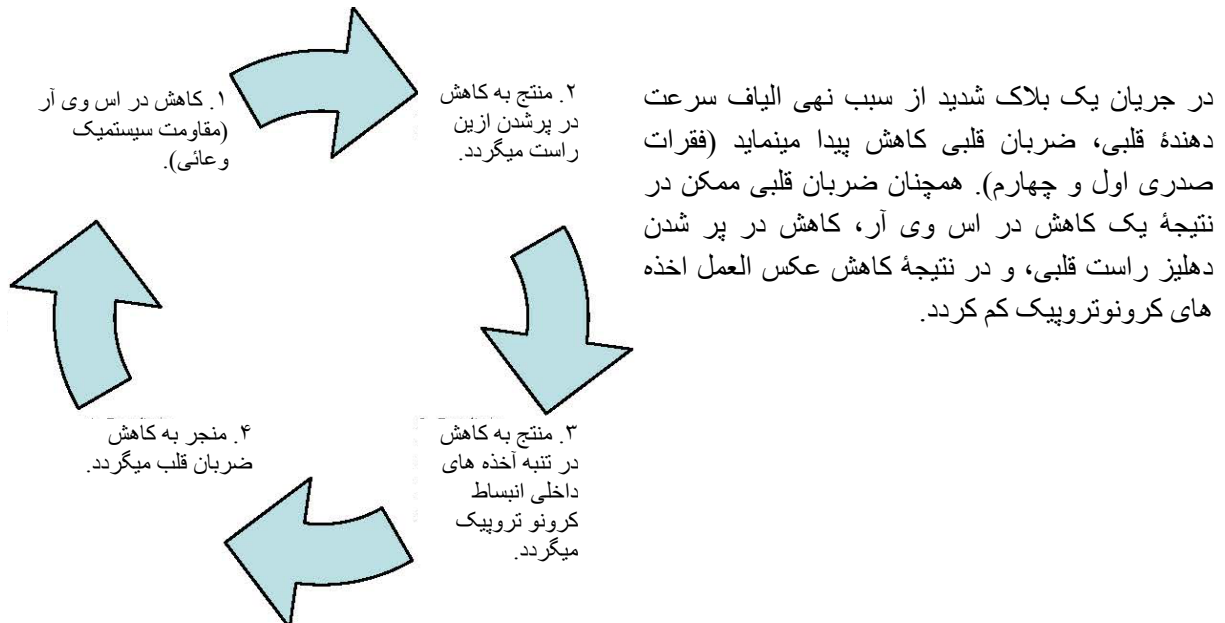 در جریان یک بلاک شدید از سبب نهی الیاف سرعت
دهندهٔ قلبی، ضربان قلبی کاهش پیدا مینماید (فقرات
صدری اول و چهارم). همچنان ضربان قلبی ممکن در
نتیجهٔ یک کاهش در اس وی آر، کاهش در پر شدن
دهلیز راست قلبی، و در نتیجهٔ کاهش عکس العمل اخذه
های کرونوتروپیک کم کردد.
۱. کاهش در اس وی آر
(مقاومت سیستمیک
وعائی).
۲. منتج به کاهش
در پرشدن ازین
راست میگردد.
۳. منتج به کاهش
در تنبه آخذه های
داخلی انبساط
کرونو تروپیک
میگردد.
۴. منجر به کاهش
ضربان قلب میگردد.